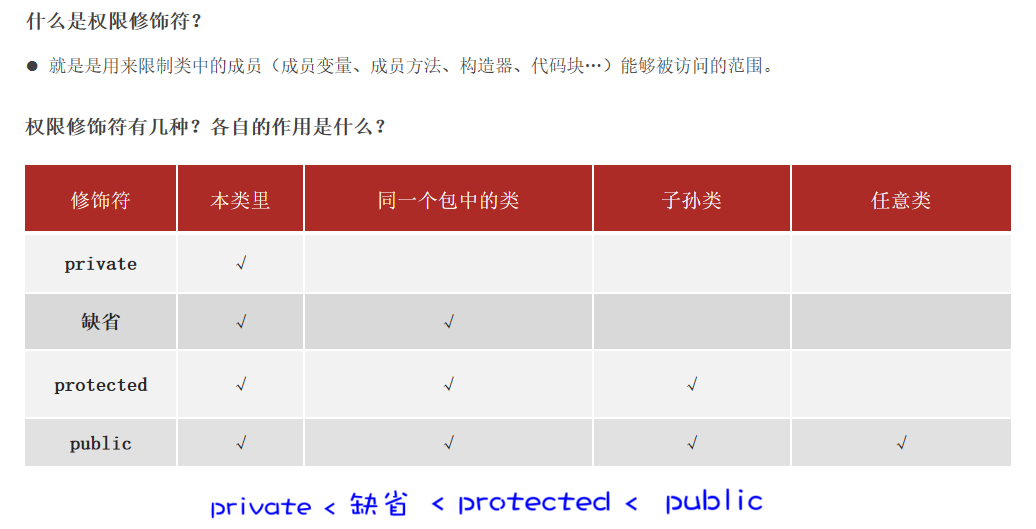 什么是权限修饰符？
● 就是是用来限制类中的成员（成员变量、成员方法、构造器、代码块…）能够被访问的范围。
权限修饰符有几种？各自的作用是什么？
修饰符 本类里 同一个包中的类 子孙类 任意类
private √
缺省 √ √
protected √ √ √
public √ √ √ √
private < 缺省 < protected < public